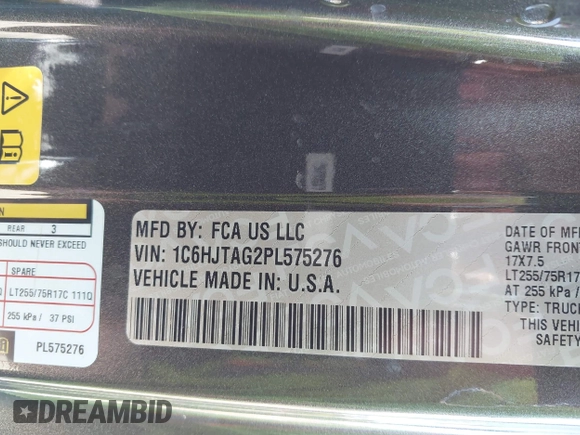 N
REAR 3
SHOULD NEVER EXCEED
SPARE
LT255/75R17C 111Q
255 kPa / 37 PSI
PL575276
MFD BY: FCA US LLC
VIN: 1C6HJTAG2PL575276
VEHICLE MADE IN: U.S.A.
DATE OF MF
GAWR FRONT
17X7.5
LT255/75R17
AT 255 kPa /
TYPE: TRUCK
THIS VEHIC
SAFETY
DREAMBID